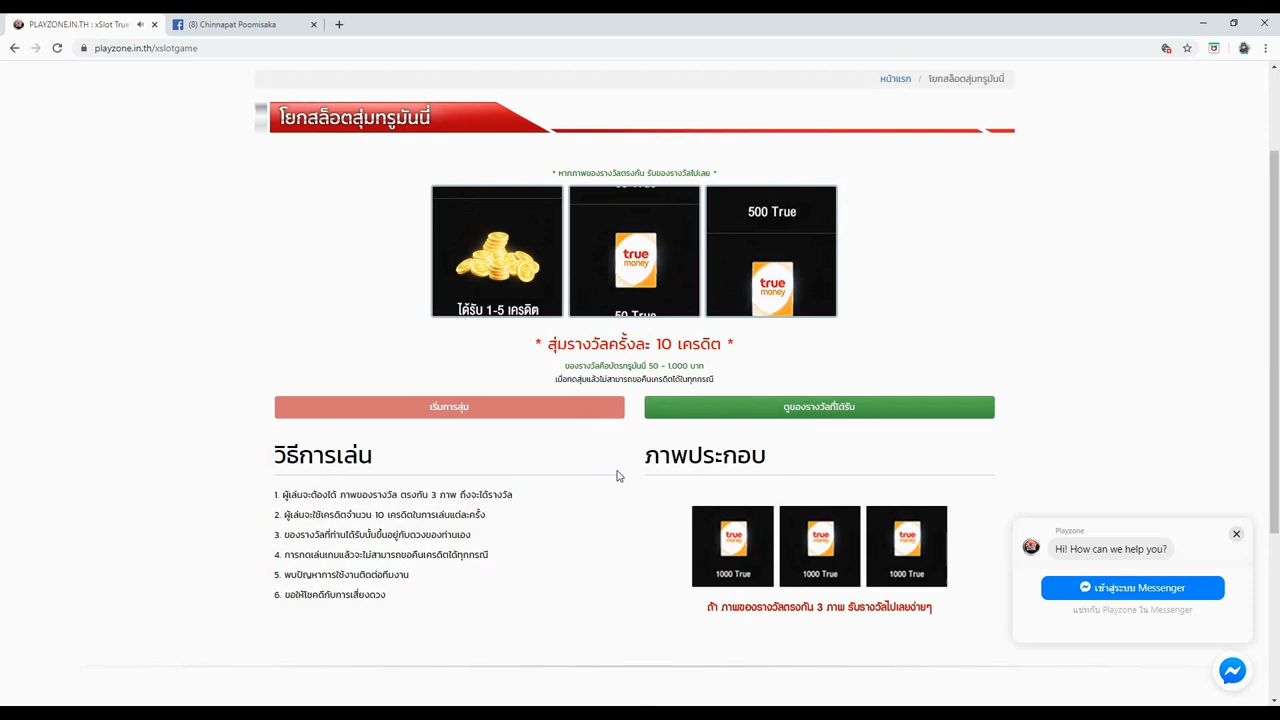 PLAYZONE.IN.TH : xSlot True
(8) Chinnapat Poomisaka
playzone.in.th/xslotgame
หน้าแรก / โยกสล็อตสุ่มทรูมันนี่
โยกสล็อตสุ่มทรูมันนี่
* หากภาพของรางวัลตรงกัน รับของรางวัลไปเลย *
500 True
true money
true money
ได้รับ 1-5 เครดิต
50 True
* สุ่มรางวัลครั้งละ 10 เครดิต *
ของรางวัลคือบัตรทรูมันนี่ 50 - 1,000 บาท
เมื่อกดสุ่มแล้วไม่สามารถขอคืนเครดิตได้ในทุกกรณี
เริ่มการสุ่ม
ดูของรางวัลที่ได้รับ
วิธีการเล่น
1. ผู้เล่นจะต้องได้ ภาพของรางวัล ตรงกัน 3 ภาพ ถึงจะได้รางวัล
2. ผู้เล่นจะใช้เครดิตจำนวน 10 เครดิตในการเล่นแต่ละครั้ง
3. ของรางวัลที่ท่านได้รับนั้นขึ้นอยู่กับดวงของท่านเอง
4. การกดเล่นเกมแล้วจะไม่สามารถขอคืนเครดิตได้ทุกกรณี
5. พบปัญหาการใช้งานติดต่อทีมงาน
6. ขอให้โชคดีกับการเสี่ยงดวง
ภาพประกอบ
true money true money true money
1000 True 1000 True 1000 True
ถ้า ภาพของรางวัลตรงกัน 3 ภาพ รับรางวัลไปเลยง่ายๆ
Playzone
Hi! How can we help you?
เข้าสู่ระบบ Messenger
แชทกับ Playzone ใน Messenger